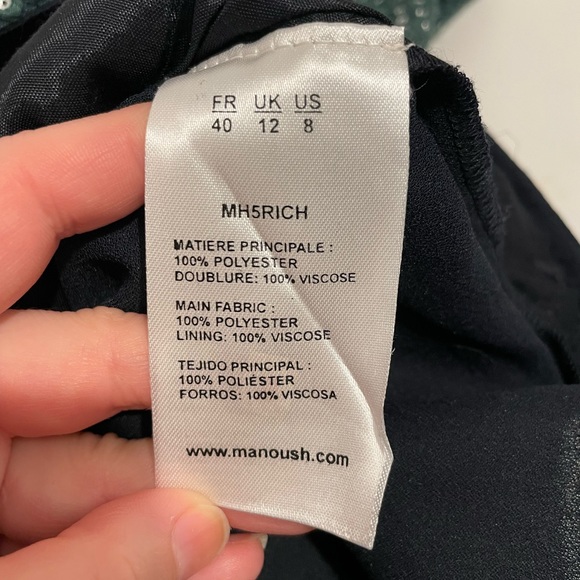 FR UK US
40 12 8
MH5RICH
MATIERE PRINCIPALE :
100% POLYESTER
DOUBLURE: 100% VISCOSE
MAIN FABRIC :
100% POLYESTER
LINING: 100% VISCOSE
TEJIDO PRINCIPAL :
100% POLIÉSTER
FORROS: 100% VISCOSA
www.manoush.com